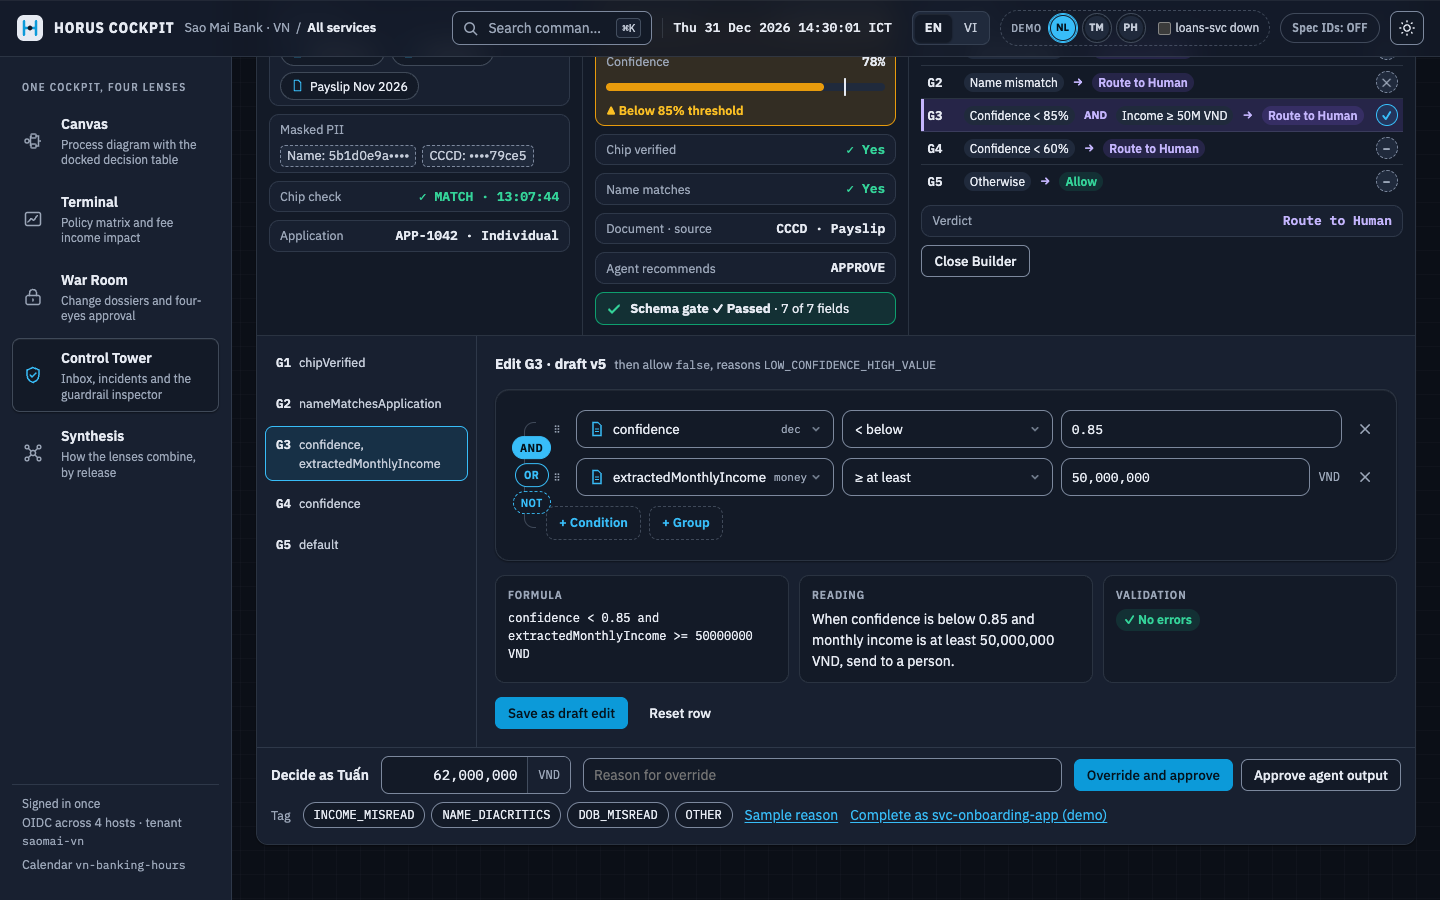 HORUS COCKPIT Sao Mai Bank · VN / All services
Search comman... ⌘K
Thu 31 Dec 2026 14:30:01 ICT
EN VI
DEMO NL TM PH loans-svc down
Spec IDs: OFF
ONE COCKPIT, FOUR LENSES
Canvas
Process diagram with the
docked decision table
Terminal
Policy matrix and fee
income impact
War Room
Change dossiers and four-
eyes approval
Control Tower
Inbox, incidents and the
guardrail inspector
Synthesis
How the lenses combine,
by release
Signed in once
OIDC across 4 hosts · tenant
saomai-vn
Calendar vn-banking-hours
Payslip Nov 2026
Masked PII
Name: 5b1d0e9a•••• CCCD: ••••79ce5
Chip check ✓ MATCH · 13:07:44
Application APP-1042 · Individual
Confidence 78%
▲ Below 85% threshold
Chip verified ✓ Yes
Name matches ✓ Yes
Document · source CCCD · Payslip
Agent recommends APPROVE
✓ Schema gate ✓ Passed · 7 of 7 fields
G2 Name mismatch → Route to Human
G3 Confidence < 85% AND Income ≥ 50M VND → Route to Human
G4 Confidence < 60% → Route to Human
G5 Otherwise → Allow
Verdict Route to Human
Close Builder
G1 chipVerified
G2 nameMatchesApplication
G3 confidence,
extractedMonthlyIncome
G4 confidence
G5 default
Edit G3 · draft v5 then allow false, reasons LOW_CONFIDENCE_HIGH_VALUE
AND
OR
NOT
confidence dec < below 0.85
extractedMonthlyIncome money ≥ at least 50,000,000 VND
+ Condition + Group
FORMULA
confidence < 0.85 and
extractedMonthlyIncome >= 50000000
VND
READING
When confidence is below 0.85 and
monthly income is at least 50,000,000
VND, send to a person.
VALIDATION
✓ No errors
Save as draft edit Reset row
Decide as Tuấn 62,000,000 VND Reason for override Override and approve Approve agent output
Tag INCOME_MISREAD NAME_DIACRITICS DOB_MISREAD OTHER Sample reason Complete as svc-onboarding-app (demo)